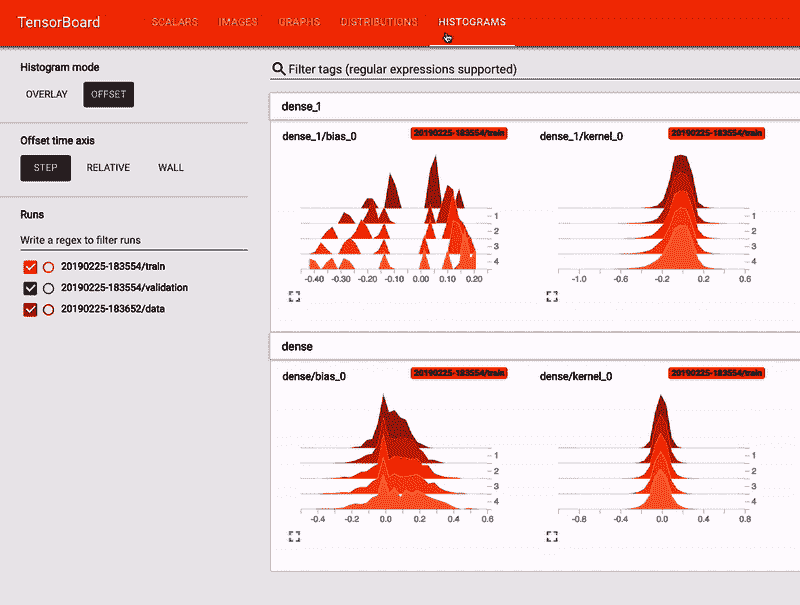 TensorBoard SCALARS IMAGES GRAPHS DISTRIBUTIONS HISTOGRAMS
Histogram mode
OVERLAY OFFSET
Offset time axis
STEP RELATIVE WALL
Runs
Write a regex to filter runs
20190225-183554/train
20190225-183554/validation
20190225-183652/data
Filter tags (regular expressions supported)
dense_1
dense_1/bias_0 20190225-183554/train
1
2
3
4
-0.40 -0.30 -0.20 -0.10 0.00 0.10 0.20
dense_1/kernel_0 20190225-183554/train
1
2
3
4
-1.0 -0.6 -0.2 0.2 0.6
dense
dense/bias_0 20190225-183554/train
1
2
3
4
-0.4 -0.2 0.0 0.2 0.4 0.6
dense/kernel_0 20190225-183554/train
1
2
3
4
-0.8 -0.4 0.0 0.4 0.8